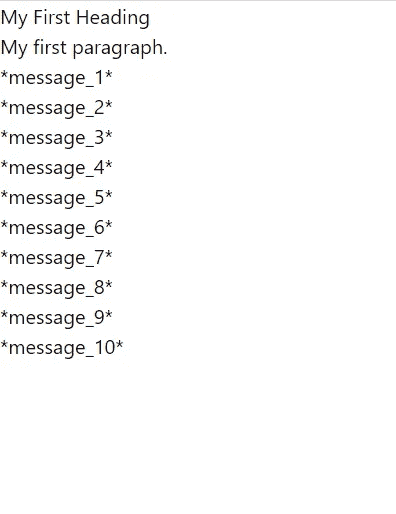 My First Heading
My first paragraph.
*message_1*
*message_2*
*message_3*
*message_4*
*message_5*
*message_6*
*message_7*
*message_8*
*message_9*
*message_10*